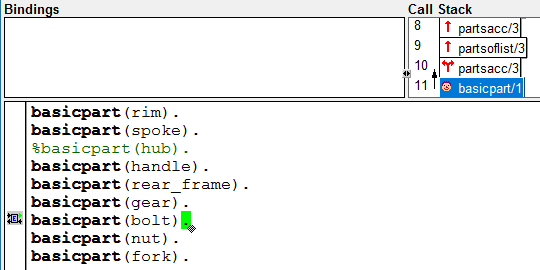 Bindings
Call Stack
8 partsacc/3
9 partsoflist/3
10 partsacc/3
11 basicpart/1
basicpart(rim).
basicpart(spoke).
%basicpart(hub).
basicpart(handle).
basicpart(rear_frame).
basicpart(gear).
basicpart(bolt).
basicpart(nut).
basicpart(fork).